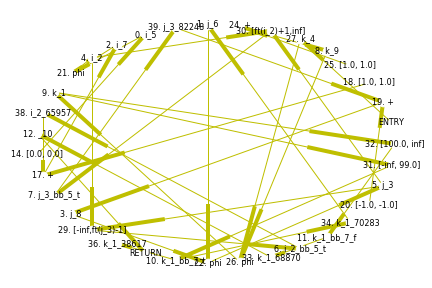 39. j_3_82248
1. j_6
24. +
30. [ft(i_2)+1,inf]
0. i_5
27. k_4
2. i_7
8. k_9
4. i_2
25. [1.0, 1.0]
21. phi
18. [1.0, 1.0]
9. k_1
19. +
38. i_2_65957
ENTRY
12. _10
32. [100.0, inf]
14. [0.0, 0.0]
31. [-inf, 99.0]
17. +
5. j_3
7. j_3_bb_5_t
20. [-1.0, -1.0]
3. j_8
34. k_1_70283
29. [-inf,ft(j_3)-1]
11. k_1_bb_7_f
36. k_1_38617
6. i_2_bb_5_t
RETURN
33. k_1_68870
10. k_1_bb_7_t
22. phi
26. phi